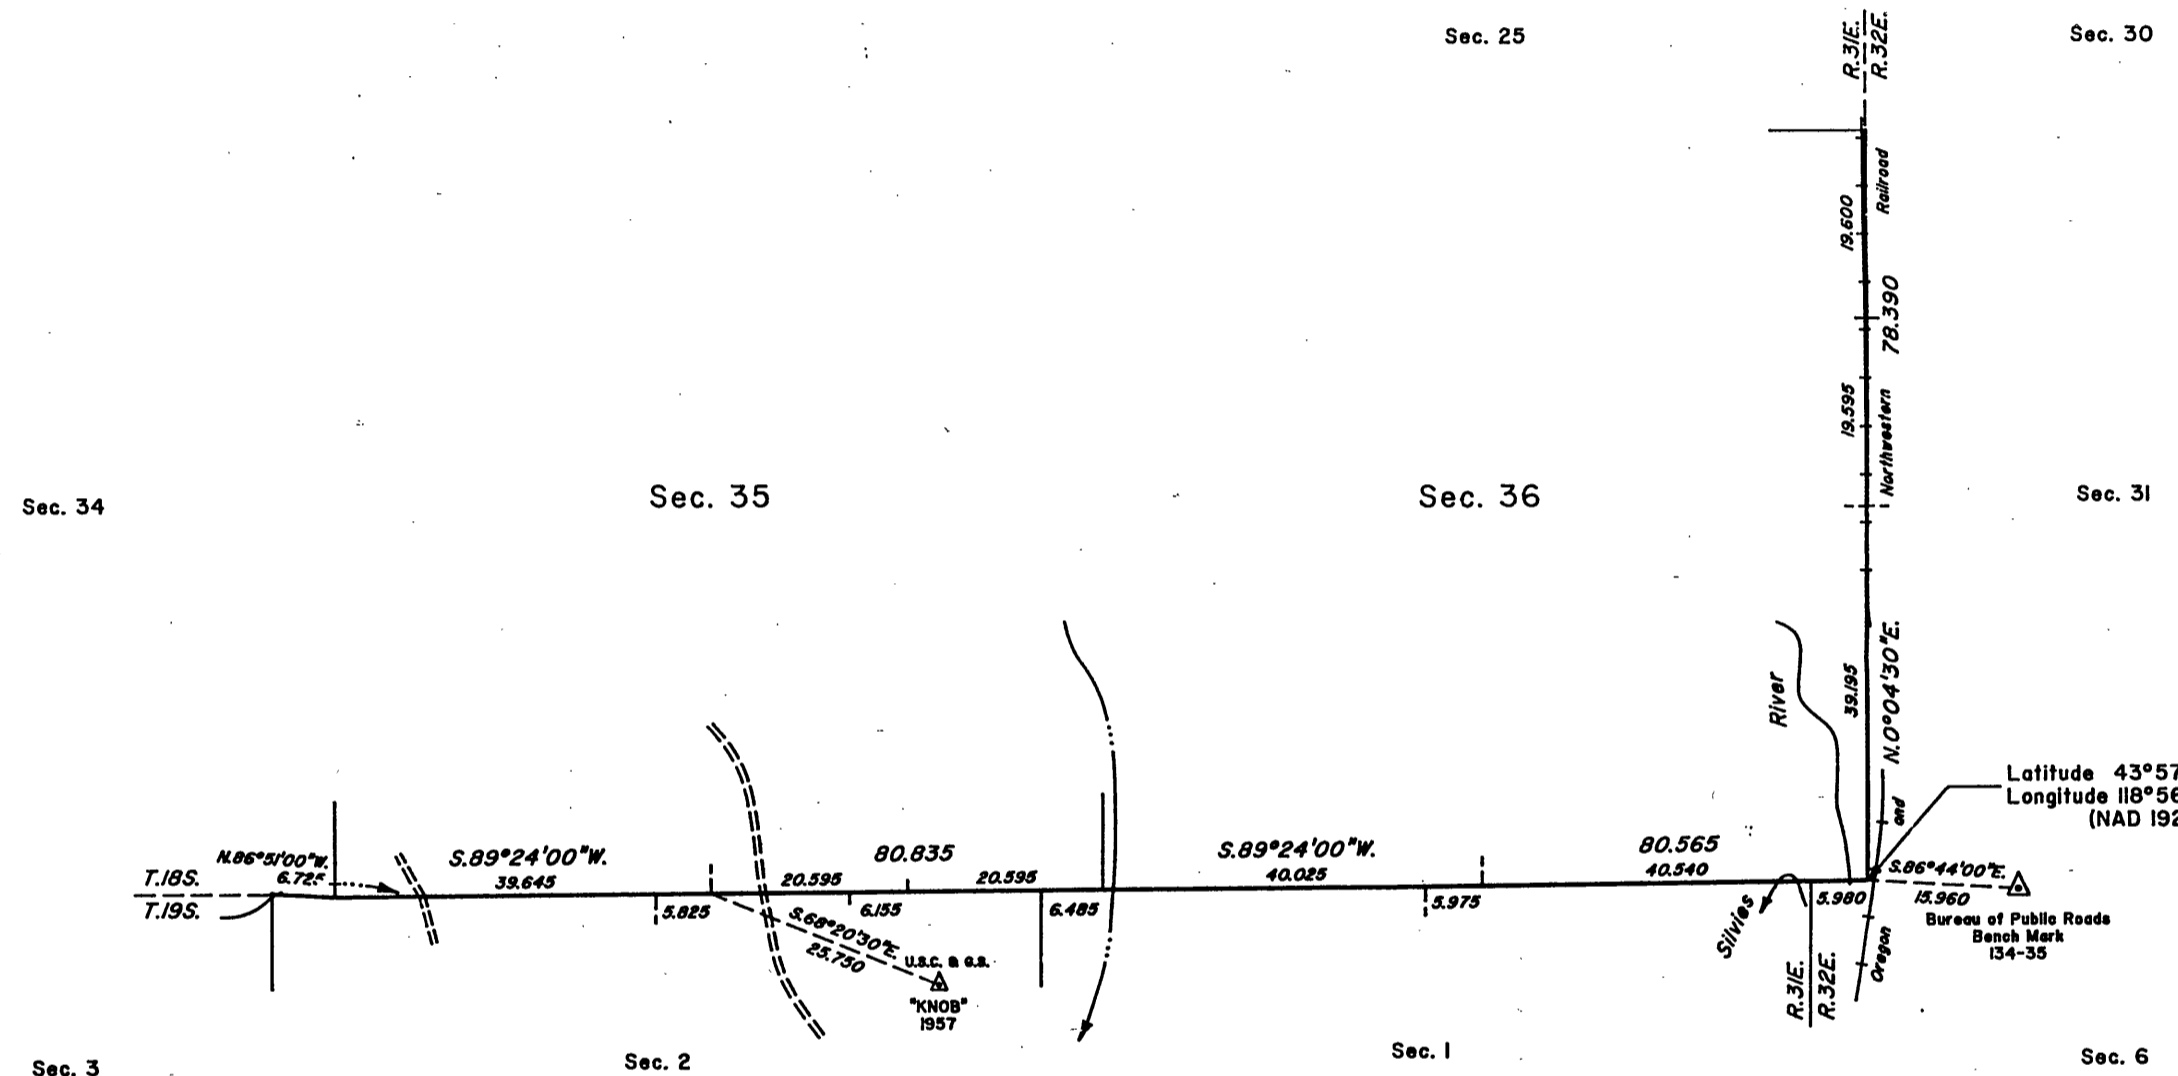 Sec. 25
R.31E.
R.32E.
Sec. 30
Railroad
19.600
78.390
19.595
Northwestern
Sec. 34
Sec. 35
Sec. 36
Sec. 31
39.195
N.0°04'30"E.
River
and
Latitude 43°57
Longitude 118°56
(NAD 192
N.86°51'00"W.
6.725
S.89°24'00"W.
39.645
80.835
20.595
20.595
S.89°24'00"W.
40.025
80.565
40.540
T.18S.
T.19S.
5.825
6.155
6.485
5.975
5.980
S.86°44'00"E.
15.960
Bureau of Public Roads
Bench Mark
134-35
S.68°20'30"E.
25.750
U.S.C. & G.S.
"KNOB"
1957
Silvies
Oregon
R.31E.
R.32E.
Sec. 3
Sec. 2
Sec. 1
Sec. 6